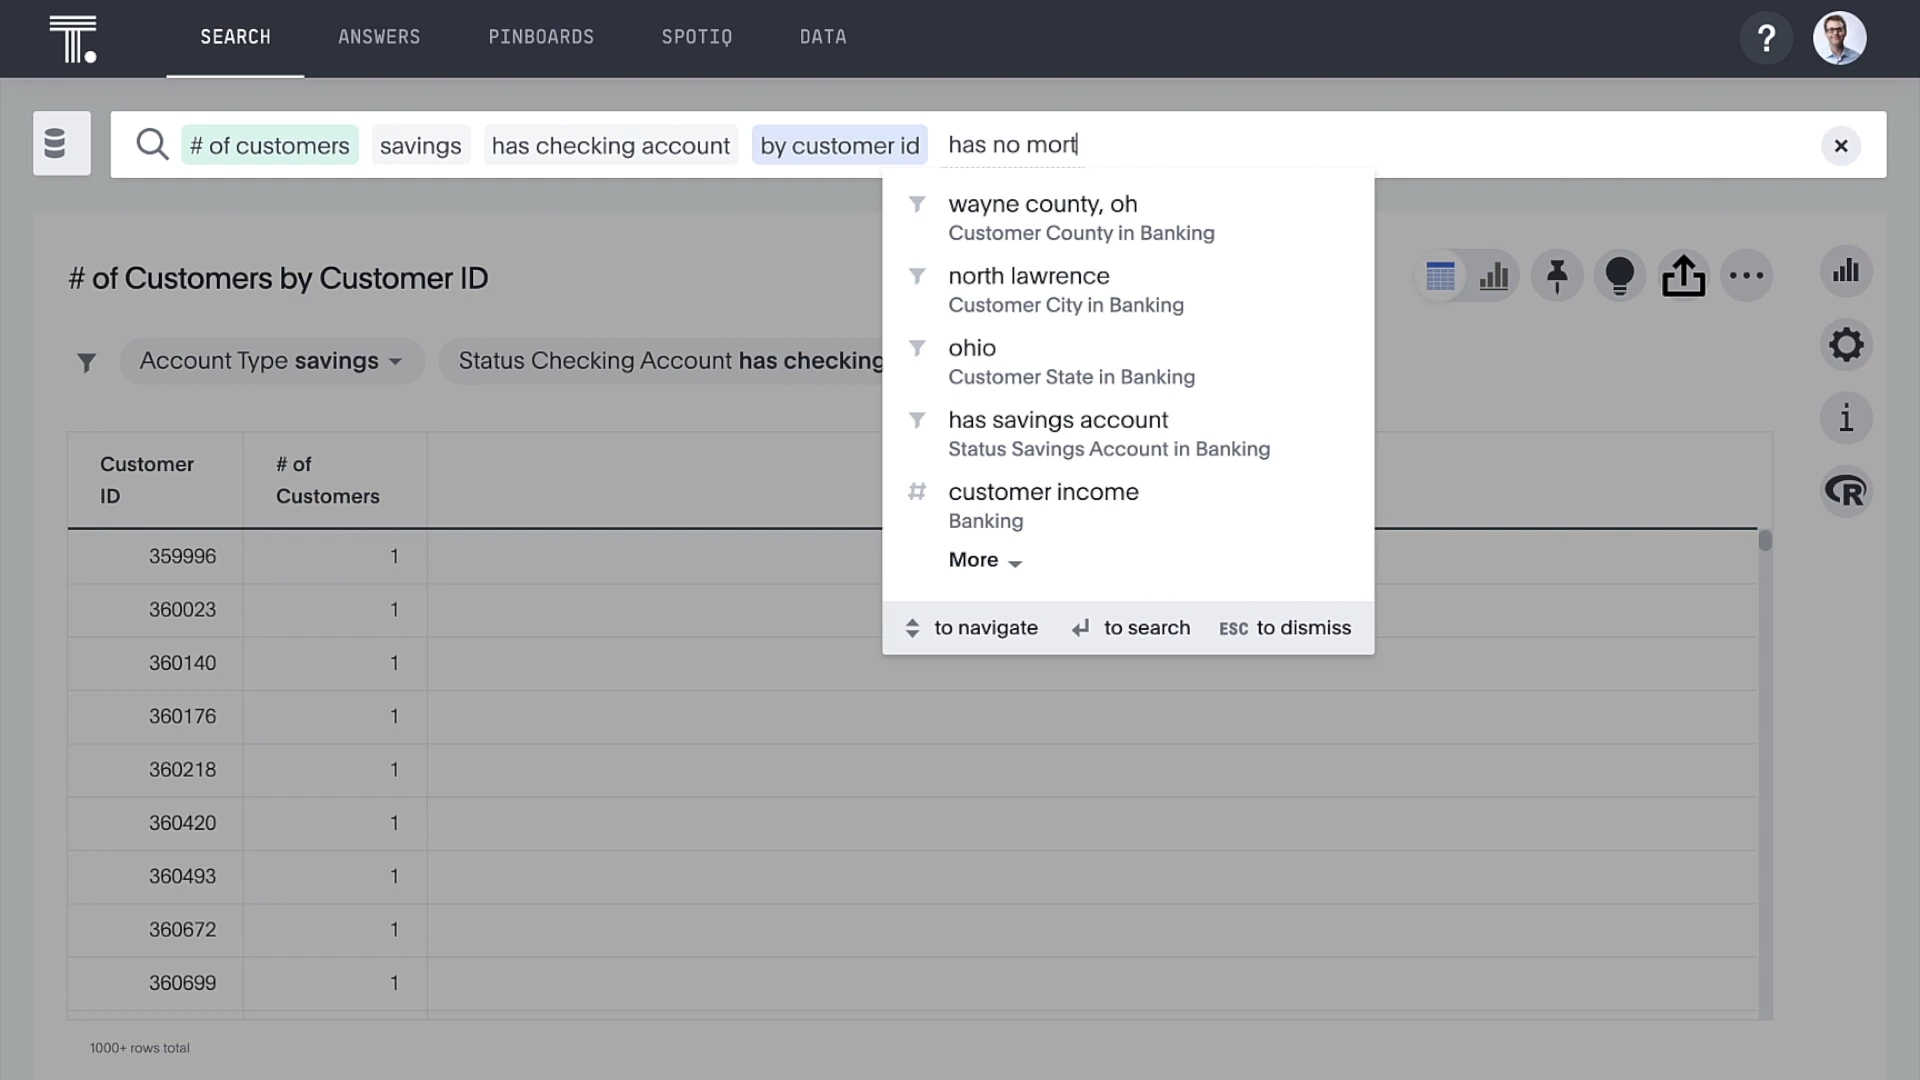 T.
SEARCH
ANSWERS
PINBOARDS
SPOTIQ
DATA
?
# of customers
savings
has checking account
by customer id
has no mort
wayne county, oh
Customer County in Banking
north lawrence
Customer City in Banking
ohio
Customer State in Banking
has savings account
Status Savings Account in Banking
customer income
Banking
More
to navigate
to search
ESC to dismiss
# of Customers by Customer ID
Account Type savings
Status Checking Account has checking
Customer
ID
# of
Customers
359996 1
360023 1
360140 1
360176 1
360218 1
360420 1
360493 1
360672 1
360699 1
1000+ rows total
i
R